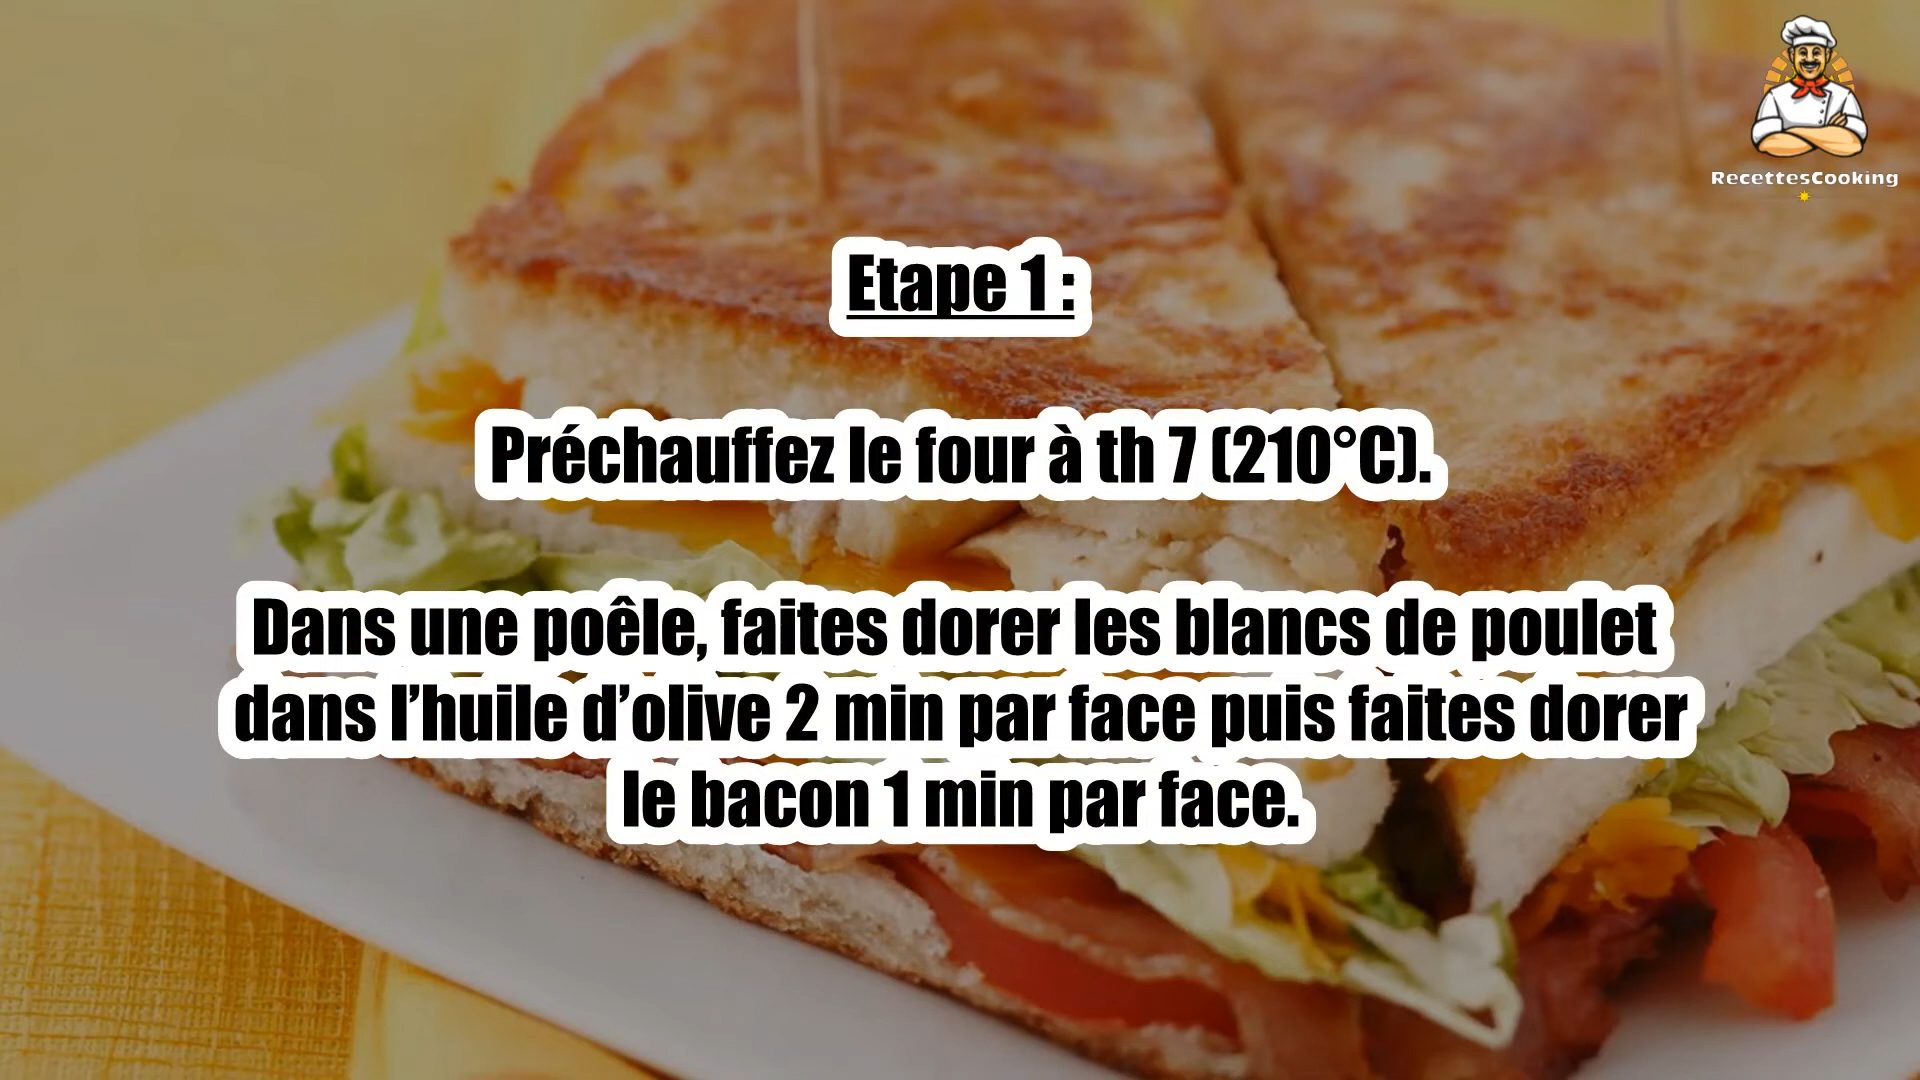 RecettesCooking
Etape 1 :
Préchauffez le four à th 7 (210°C).
Dans une poêle, faites dorer les blancs de poulet
dans l’huile d’olive 2 min par face puis faites dorer
le bacon 1 min par face.